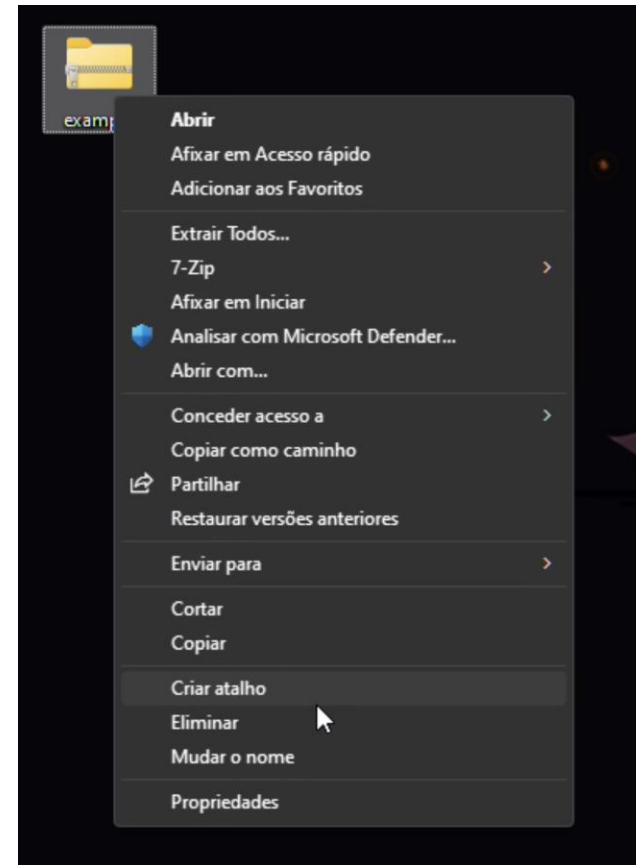 examp
Abrir
Afixar em Acesso rápido
Adicionar aos Favoritos
Extrair Todos...
7-Zip
Afixar em Iniciar
Analisar com Microsoft Defender...
Abrir com...
Conceder acesso a
Copiar como caminho
Partilhar
Restaurar versões anteriores
Enviar para
Cortar
Copiar
Criar atalho
Eliminar
Mudar o nome
Propriedades